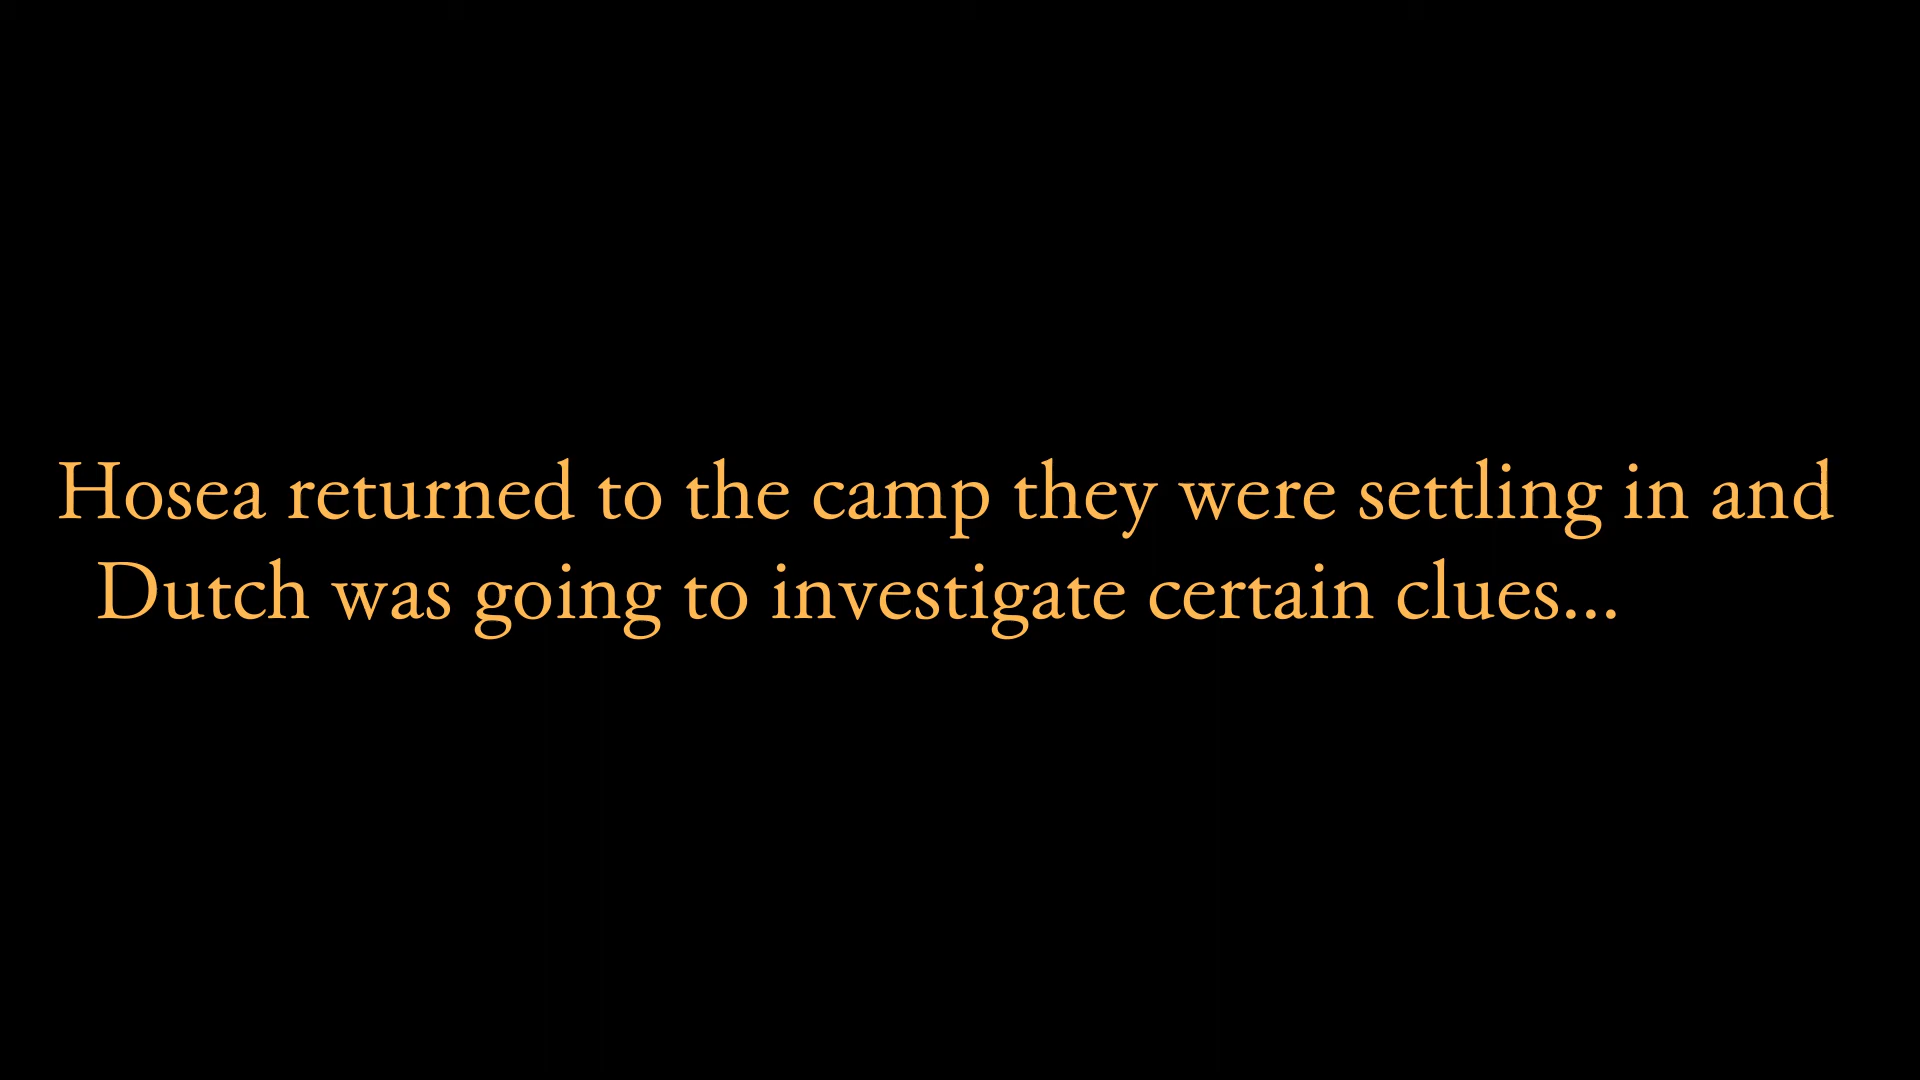 Hosea returned to the camp they were settling in and
Dutch was going to investigate certain clues...